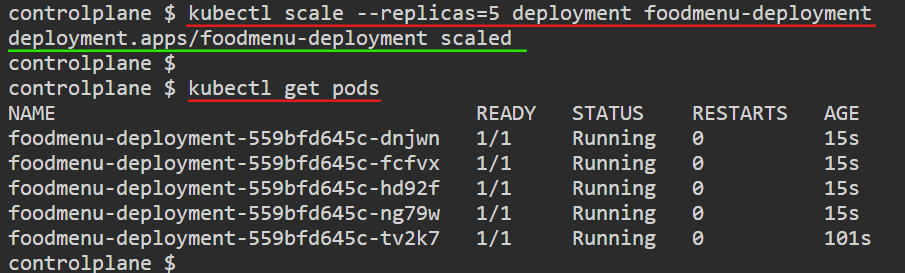 controlplane $ kubectl scale --replicas=5 deployment foodmenu-deployment
deployment.apps/foodmenu-deployment scaled
controlplane $
controlplane $ kubectl get pods
NAME                                   READY   STATUS    RESTARTS   AGE
foodmenu-deployment-559bfd645c-dnjwn   1/1     Running   0          15s
foodmenu-deployment-559bfd645c-fcfvx   1/1     Running   0          15s
foodmenu-deployment-559bfd645c-hd92f   1/1     Running   0          15s
foodmenu-deployment-559bfd645c-ng79w   1/1     Running   0          15s
foodmenu-deployment-559bfd645c-tv2k7   1/1     Running   0          101s
controlplane $